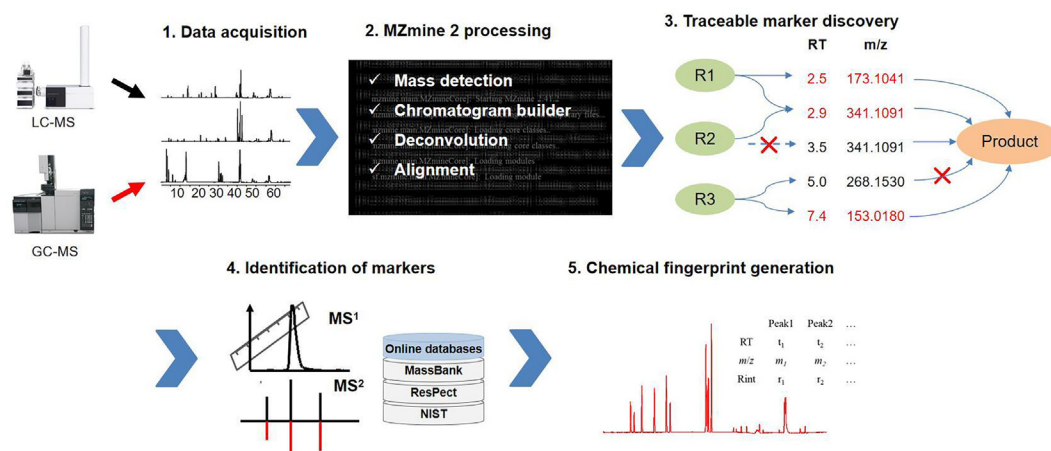 1. Data acquisition
2. MZmine 2 processing
3. Traceable marker discovery
LC-MS
GC-MS
10 20 30 40 50 60
✓ Mass detection
✓ Chromatogram builder
✓ Deconvolution
✓ Alignment
RT m/z
R1
R2
R3
2.5 173.1041
2.9 341.1091
3.5 341.1091
5.0 268.1530
7.4 153.0180
Product
4. Identification of markers
MS1
MS2
Online databases
MassBank
ResPect
NIST
5. Chemical fingerprint generation
Peak1 Peak2 ...
RT t1 t2 ...
m/z m1 m2 ...
Rint r1 r2 ...